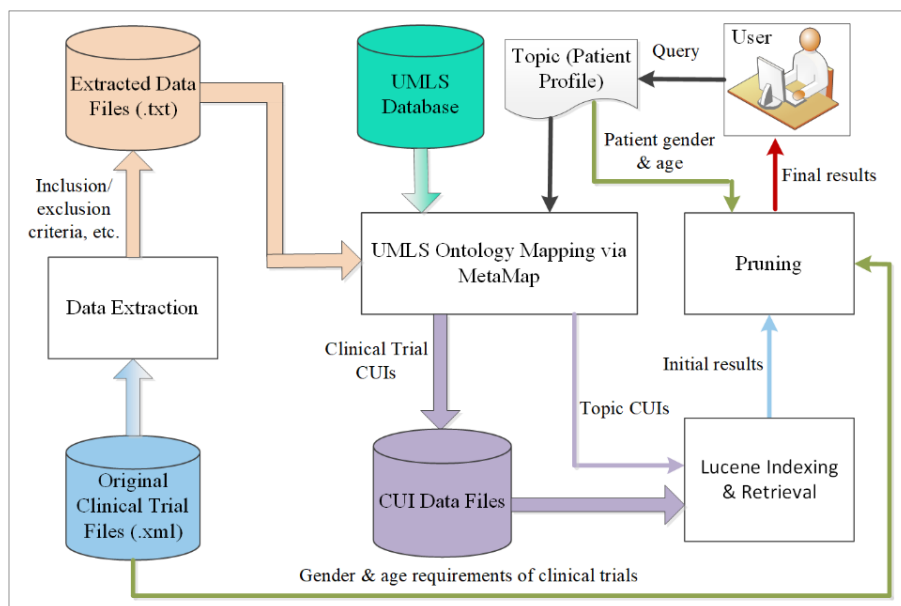 Extracted Data
Files (.txt)
UMLS
Database
Topic (Patient
Profile)
Query
User
Inclusion/
exclusion
criteria, etc.
Patient gender
& age
Final results
Data Extraction
UMLS Ontology Mapping via
MetaMap
Pruning
Clinical Trial
CUIs
Initial results
Topic CUIs
Original
Clinical Trial
Files (.xml)
CUI Data Files
Lucene Indexing
& Retrieval
Gender & age requirements of clinical trials